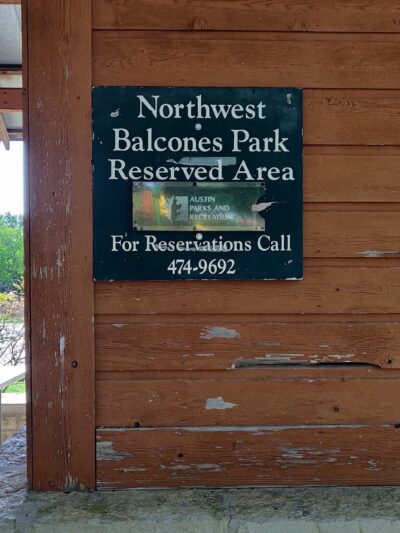 Northwest
Balcones Park
Reserved Area
AUSTIN
PARKS AND
RECREATION
For Reservations Call
474-9692